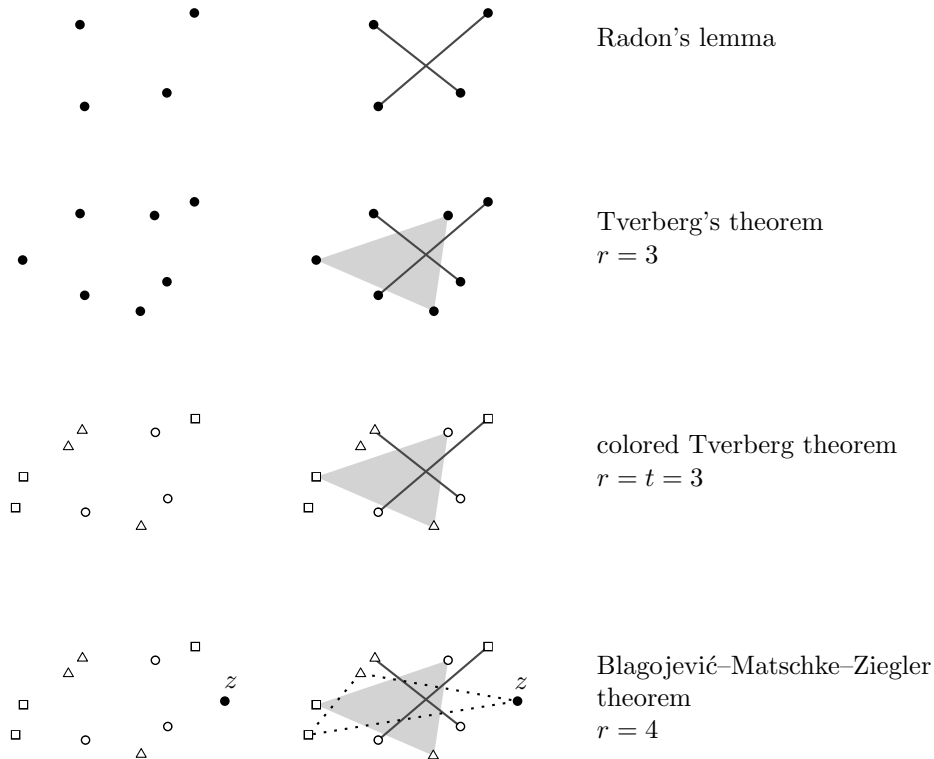 Radon's lemma
Tverberg's theorem
r = 3
colored Tverberg theorem
r = t = 3
z
z
Blagojević–Matschke–Ziegler
theorem
r = 4